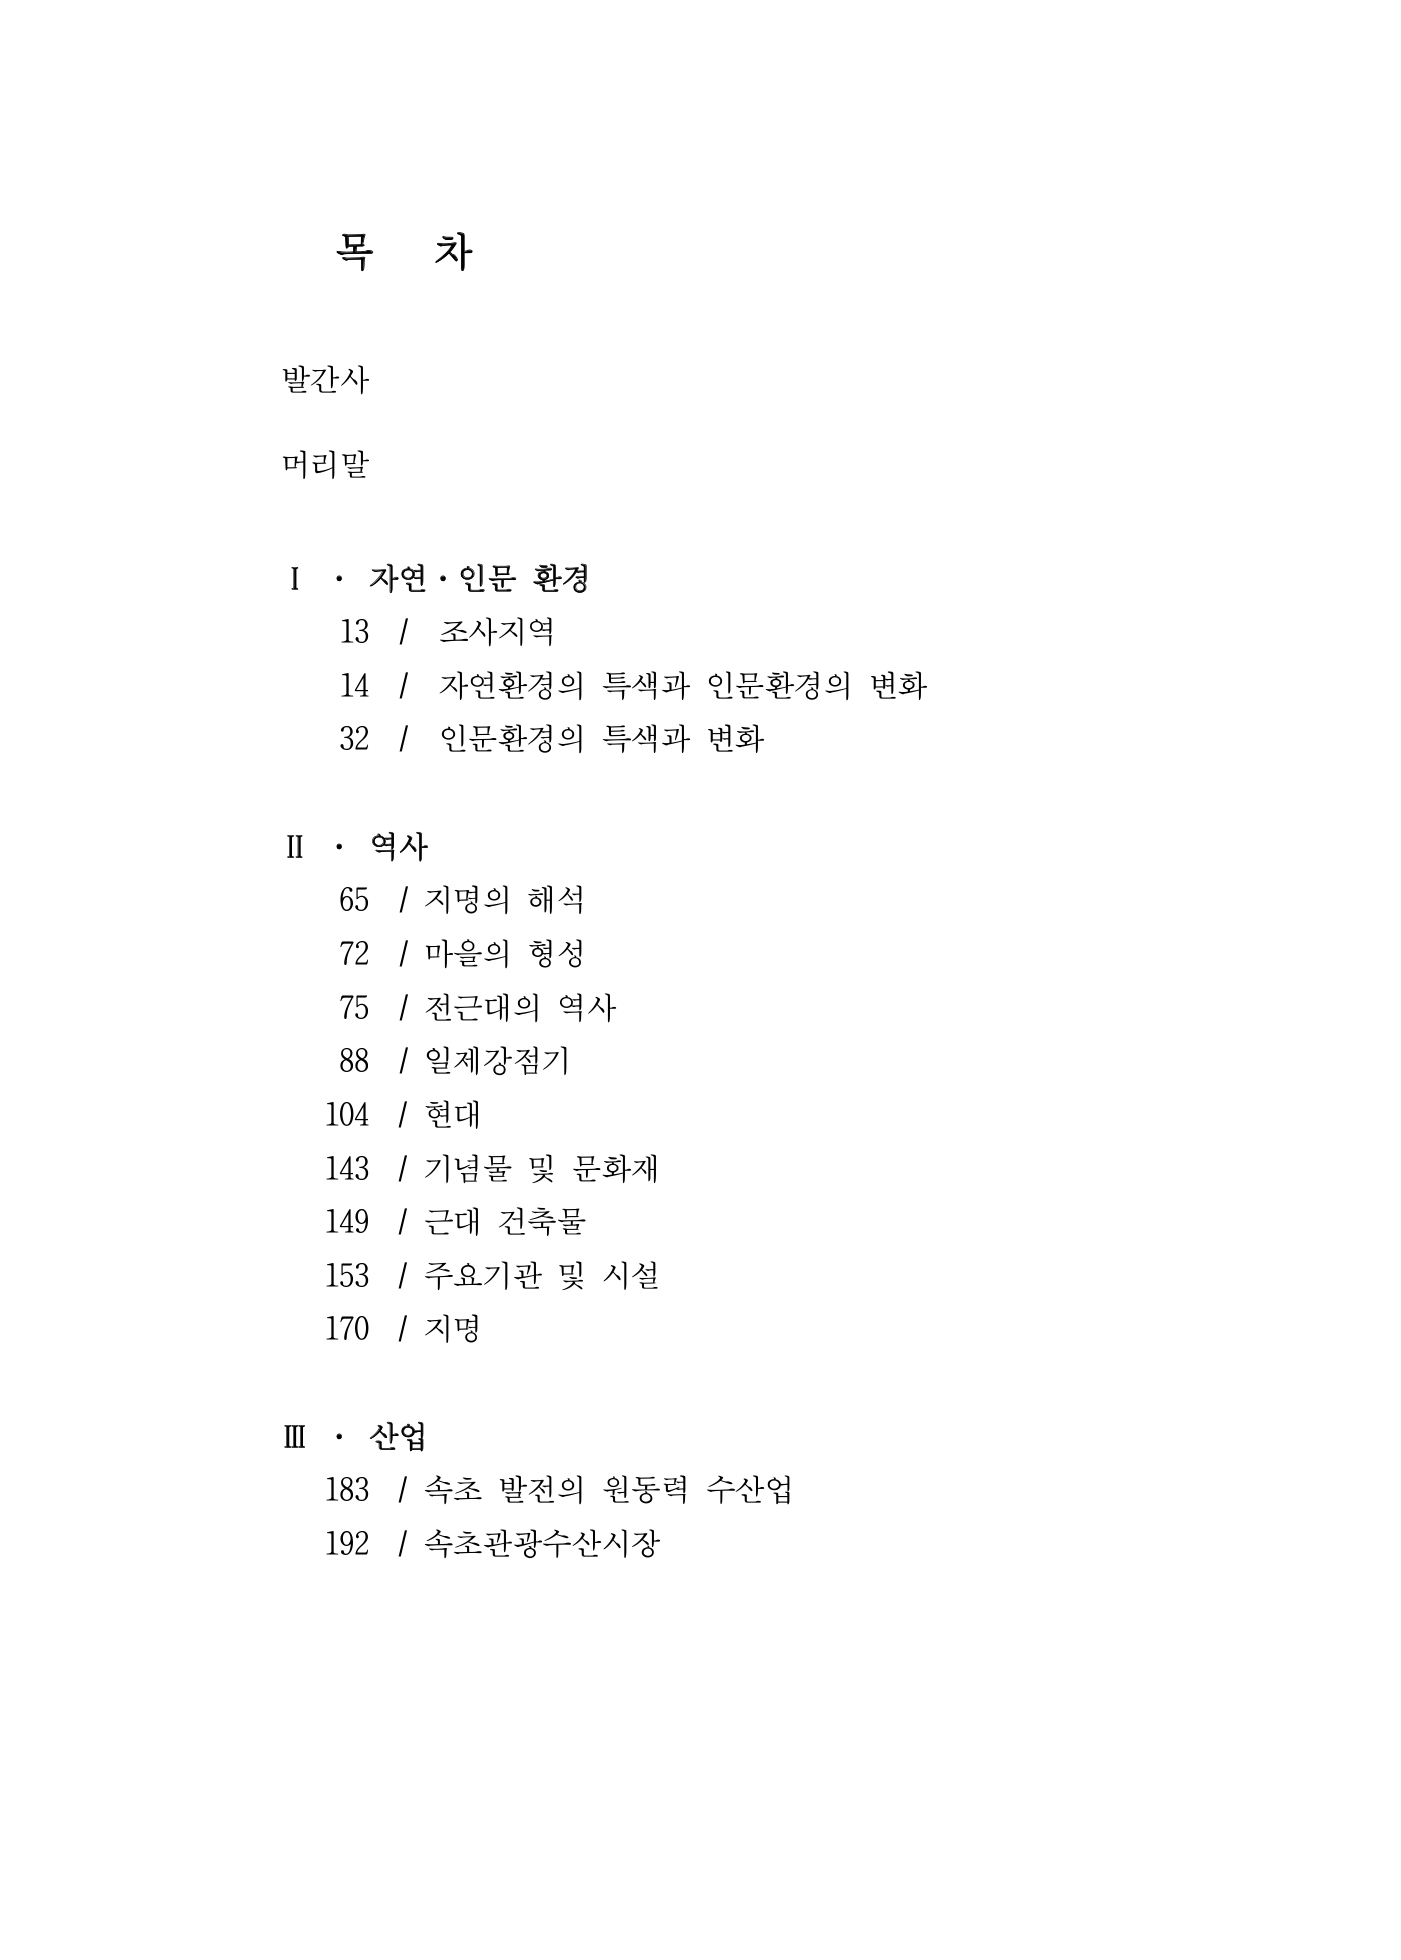 목 차
발간사
머리말
Ⅰ · 자연·인문 환경
13 / 조사지역
14 / 자연환경의 특색과 인문환경의 변화
32 / 인문환경의 특색과 변화
Ⅱ · 역사
65 / 지명의 해석
72 / 마을의 형성
75 / 전근대의 역사
88 / 일제강점기
104 / 현대
143 / 기념물 및 문화재
149 / 근대 건축물
153 / 주요기관 및 시설
170 / 지명
Ⅲ · 산업
183 / 속초 발전의 원동력 수산업
192 / 속초관광수산시장